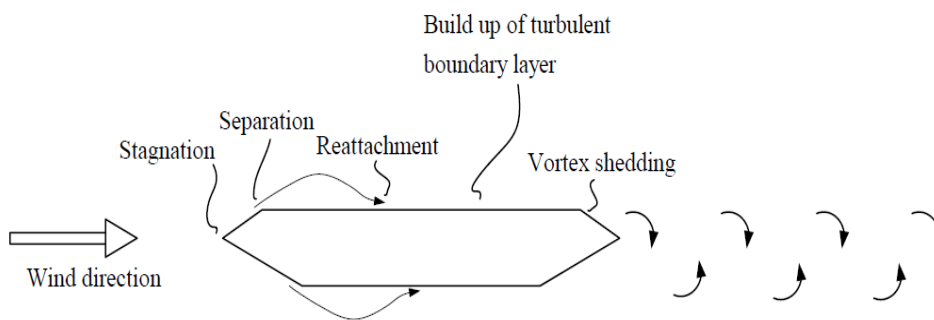 Build up of turbulent
boundary layer
Separation
Stagnation
Reattachment
Vortex shedding
Wind direction